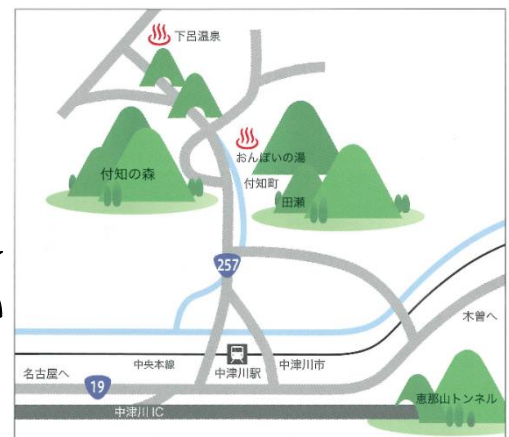 下呂温泉
おんぽいの湯
付知の森
付知町
田瀬
257
木曽へ
中央本線
中津川駅
中津川市
名古屋へ
19
恵那山トンネル
中津川IC